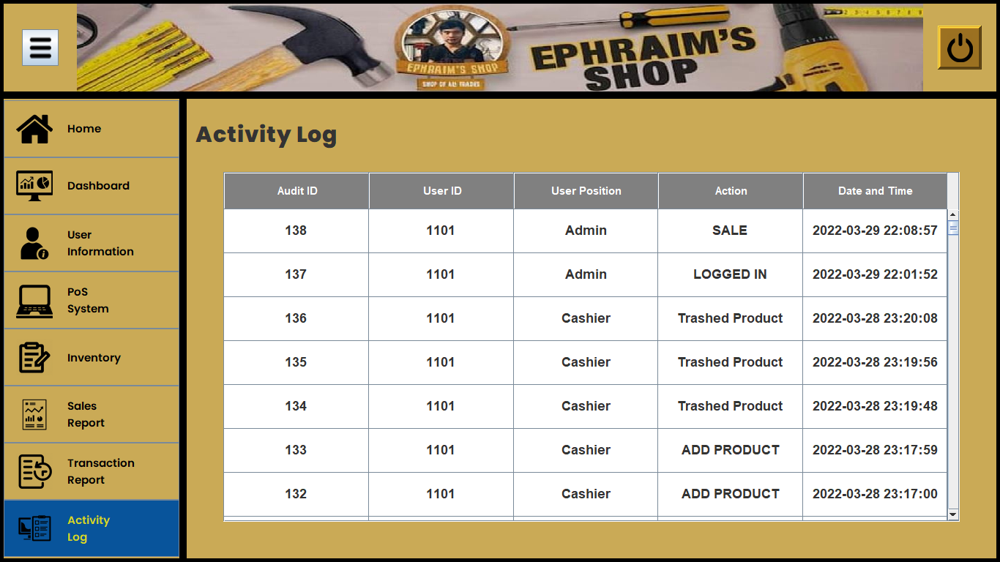 EPHRAIM'S SHOP
SHOP OF ALL TRADES
EPHRAIM'S
SHOP
Home
Dashboard
User
Information
PoS
System
Inventory
Sales
Report
Transaction
Report
Activity
Log
Activity Log
Audit ID User ID User Position Action Date and Time
138 1101 Admin SALE 2022-03-29 22:08:57
137 1101 Admin LOGGED IN 2022-03-29 22:01:52
136 1101 Cashier Trashed Product 2022-03-28 23:20:08
135 1101 Cashier Trashed Product 2022-03-28 23:19:56
134 1101 Cashier Trashed Product 2022-03-28 23:19:48
133 1101 Cashier ADD PRODUCT 2022-03-28 23:17:59
132 1101 Cashier ADD PRODUCT 2022-03-28 23:17:00